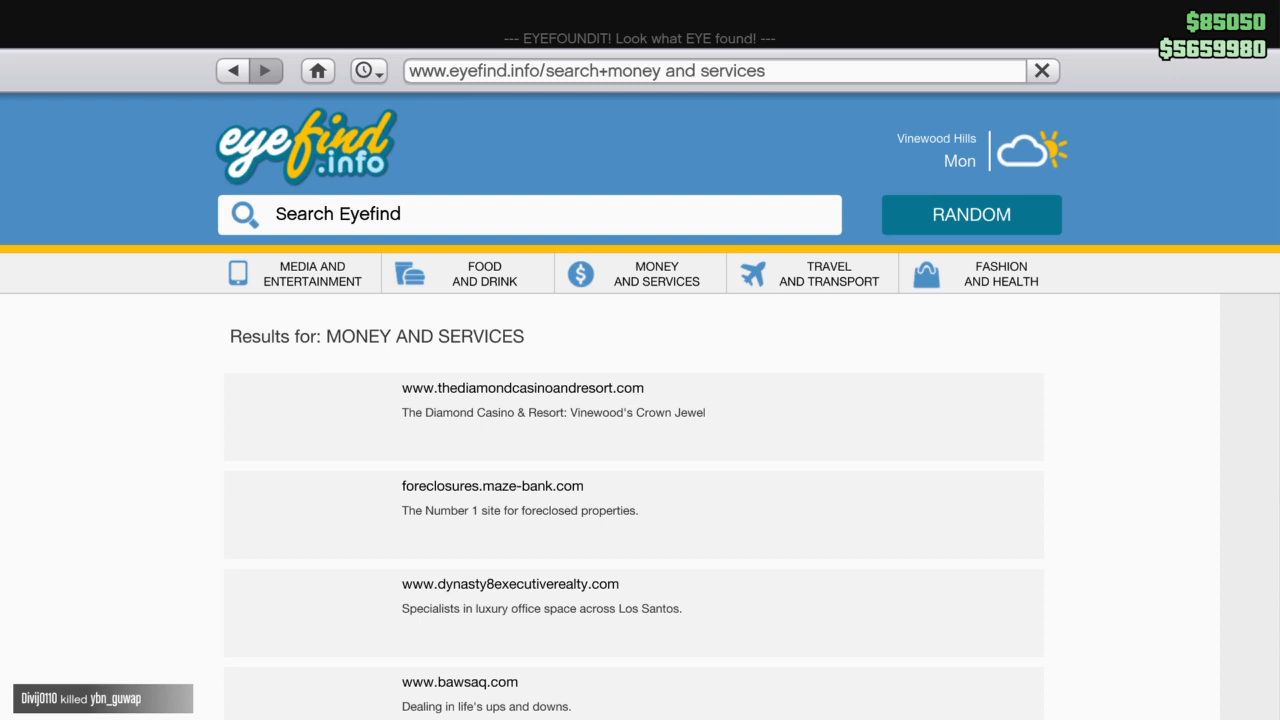 $85050
--- EYEFOUNDIT! Look what EYE found! ---
$5659980
www.eyefind.info/search+money and services
eyefind
.info
Vinewood Hills
Mon
Search Eyefind
RANDOM
MEDIA AND
ENTERTAINMENT
FOOD
AND DRINK
MONEY
AND SERVICES
TRAVEL
AND TRANSPORT
FASHION
AND HEALTH
Results for: MONEY AND SERVICES
www.thediamondcasinoandresort.com
The Diamond Casino & Resort: Vinewood's Crown Jewel
foreclosures.maze-bank.com
The Number 1 site for foreclosed properties.
www.dynasty8executiverealty.com
Specialists in luxury office space across Los Santos.
www.bawsaq.com
Dealing in life's ups and downs.
Divij0110 killed ybn_guwap